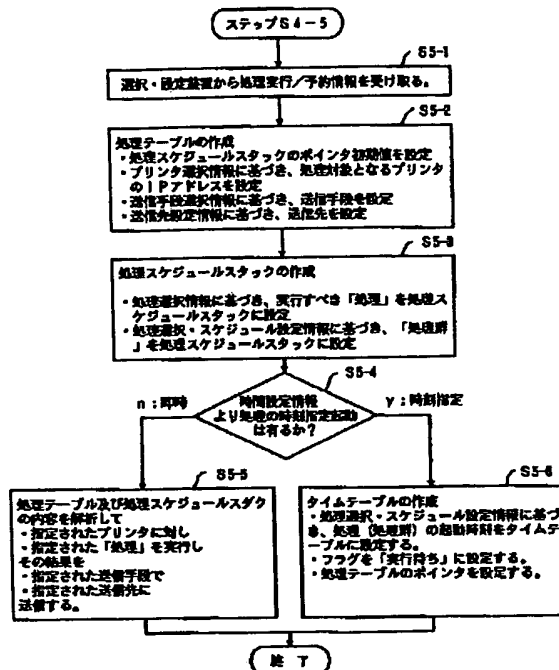 ステップS4-5
S5-1
選択・設定装置から処理実行/予約情報を受け取る。
S5-2
処理テーブルの作成
・処理スケジュールスタックのポインタ初期値を設定
・プリンタ選択情報に基づき、処理対象となるプリンタ
のIPアドレスを設定
・送信手段選択情報に基づき、送信手段を設定
・送信先設定情報に基づき、送信先を設定
S5-3
処理スケジュールスタックの作成
・処理選択情報に基づき、実行すべき「処理」を処理ス
ケジュールスタックに設定
・処理選択・スケジュール設定情報に基づき、「処理群
」を処理スケジュールスタックに設定
S5-4
n:即時
時間設定情報
より処理の時刻指定起動
は有るか?
y:時刻指定
S5-5
処理テーブル及び処理スケジュールスダク
の内容を解析して
・指定されたプリンタに対し
・指定された「処理」を実行し
その結果を
・指定された送信手段で
・指定された送信先に
送信する。
S5-6
タイムテーブルの作成
・処理選択・スケジュール設定情報に基づ
き、処理(処理群)の起動時刻をタイムテ
ーブルに設定する。
・フラグを「実行待ち」に設定する。
・処理テーブルのポインタを設定する。
終了